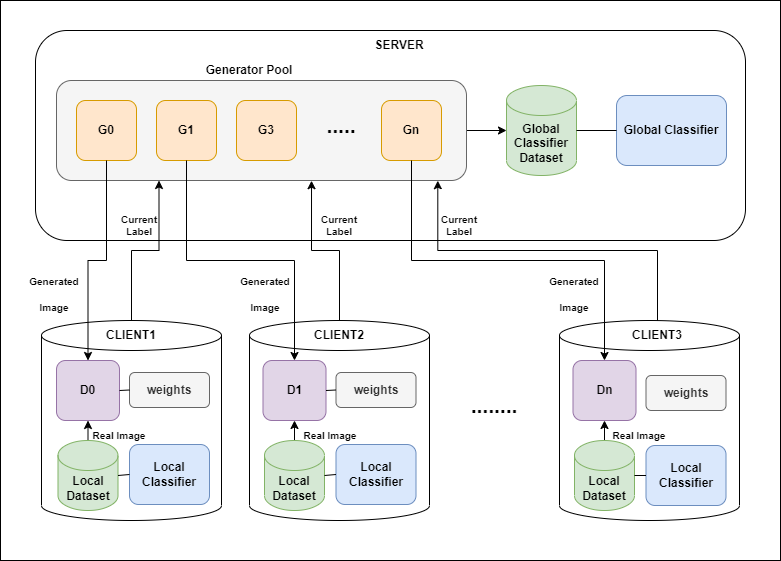 SERVER
Generator Pool
G0
G1
G3
.....
Gn
Global
Classifier
Dataset
Global Classifier
Current
Label
Current
Label
Current
Label
Generated
Image
Generated
Image
Generated
Image
CLIENT1
D0
weights
Real Image
Local
Dataset
Local
Classifier
CLIENT2
D1
weights
Real Image
Local
Dataset
Local
Classifier
........
CLIENT3
Dn
weights
Real Image
Local
Dataset
Local
Classifier